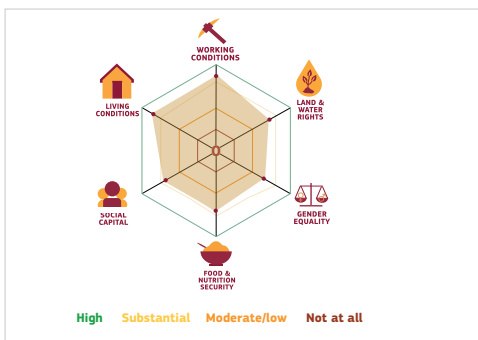 WORKING
CONDITIONS
LIVING
CONDITIONS
LAND &
WATER
RIGHTS
0
SOCIAL
CAPITAL
GENDER
EQUALITY
FOOD &
NUTRITION
SECURITY
High Substantial Moderate/low Not at all